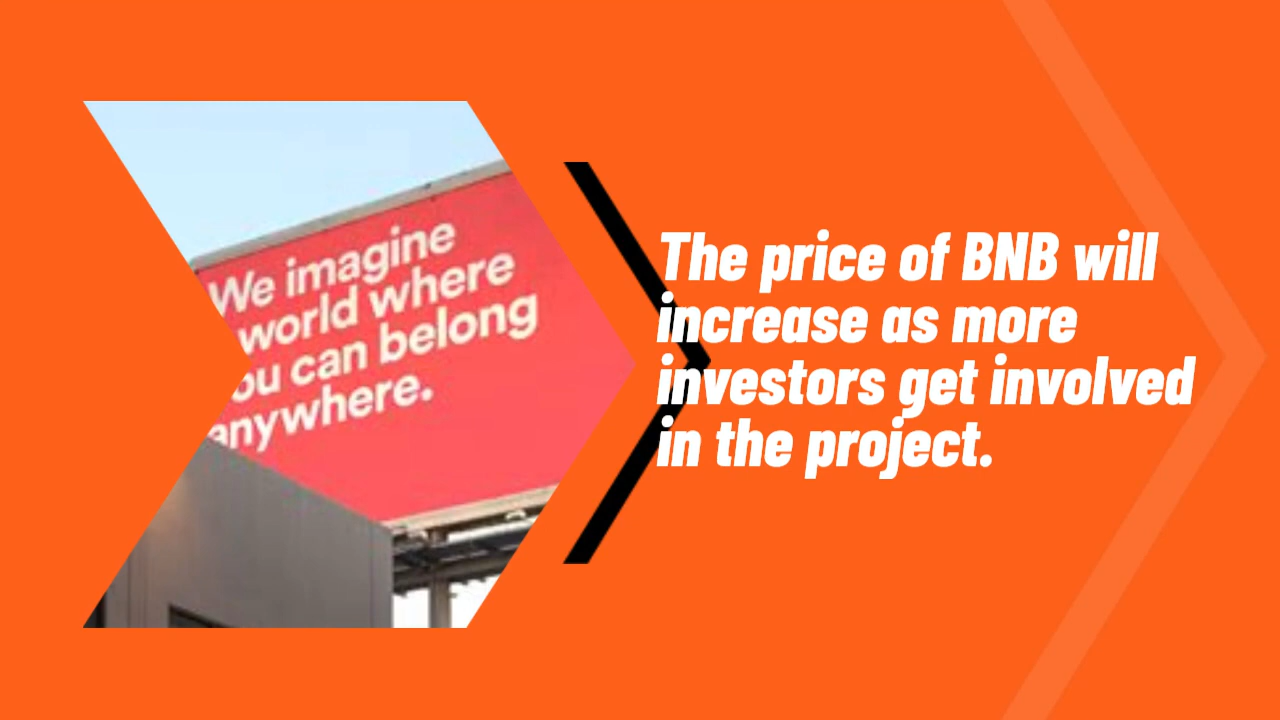 We imagine
world where
ou can belong
anywhere.
The price of BNB will
increase as more
investors get involved
in the project.